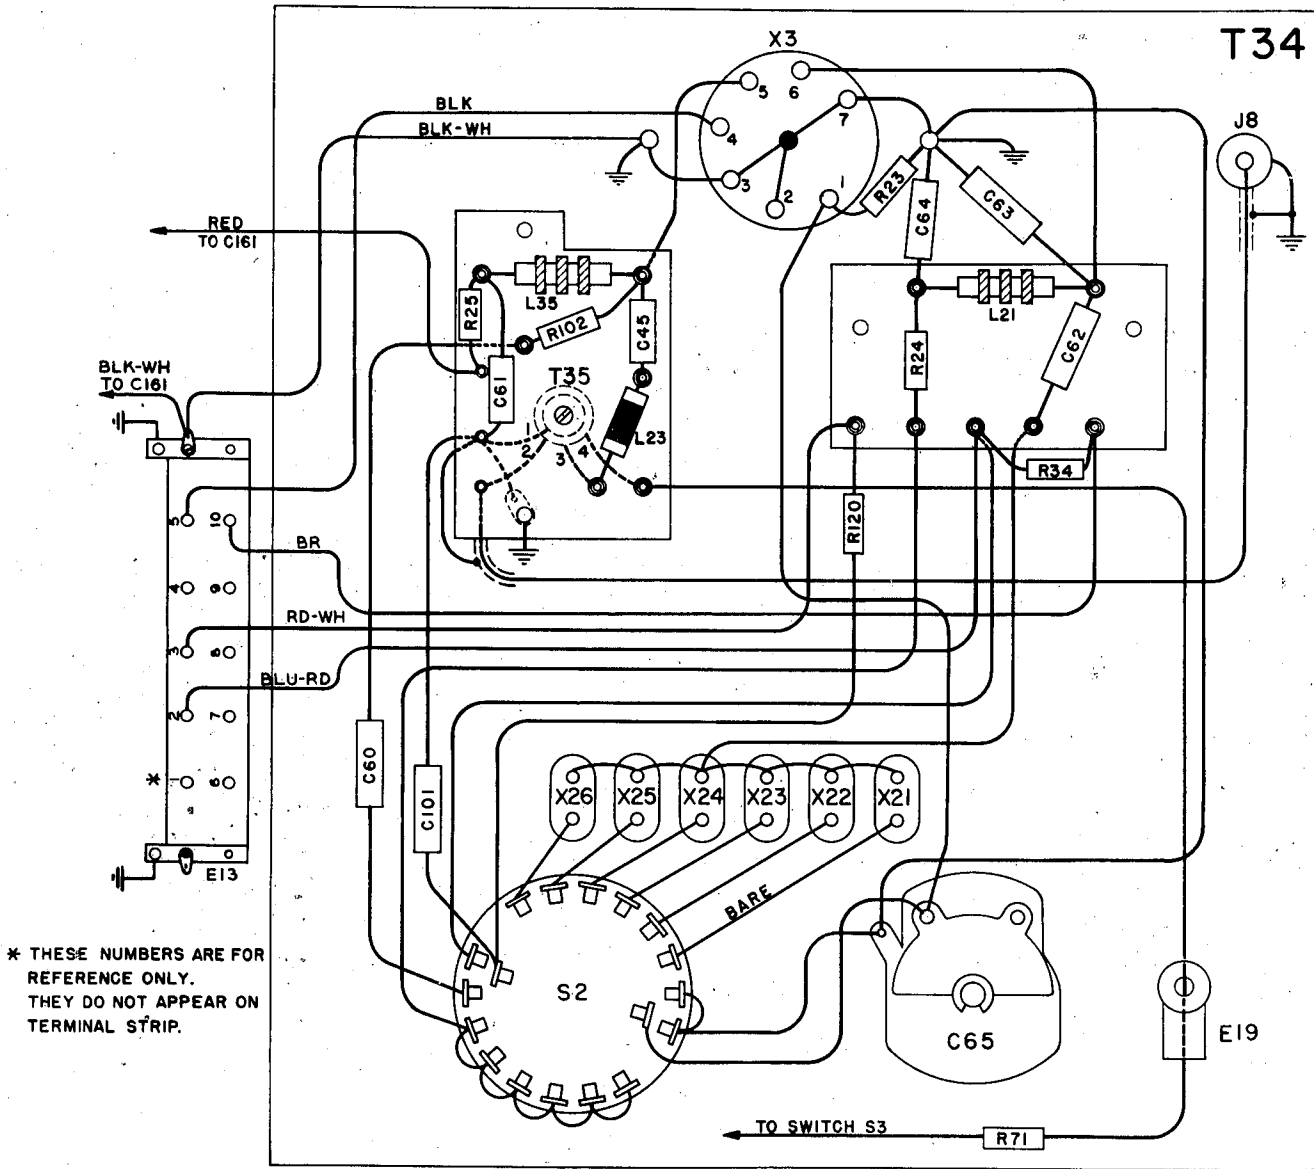 T34
X3
5
6
7
4
3
2
1
BLK
BLK-WH
J8
R23
C64
C63
RED
TO C161
L35
R25
R102
C45
L21
R24
C62
C61
T35
L23
1
2
3
4
BLK-WH
TO C161
R34
R120
5
10
BR
4
9
RD-WH
3
8
BLU-RD
2
7
*
1
6
E13
C60
C101
X26
X25
X24
X23
X22
X21
BARE
* THESE NUMBERS ARE FOR
REFERENCE ONLY.
THEY DO NOT APPEAR ON
TERMINAL STRIP.
S2
C65
E19
TO SWITCH S3
R71